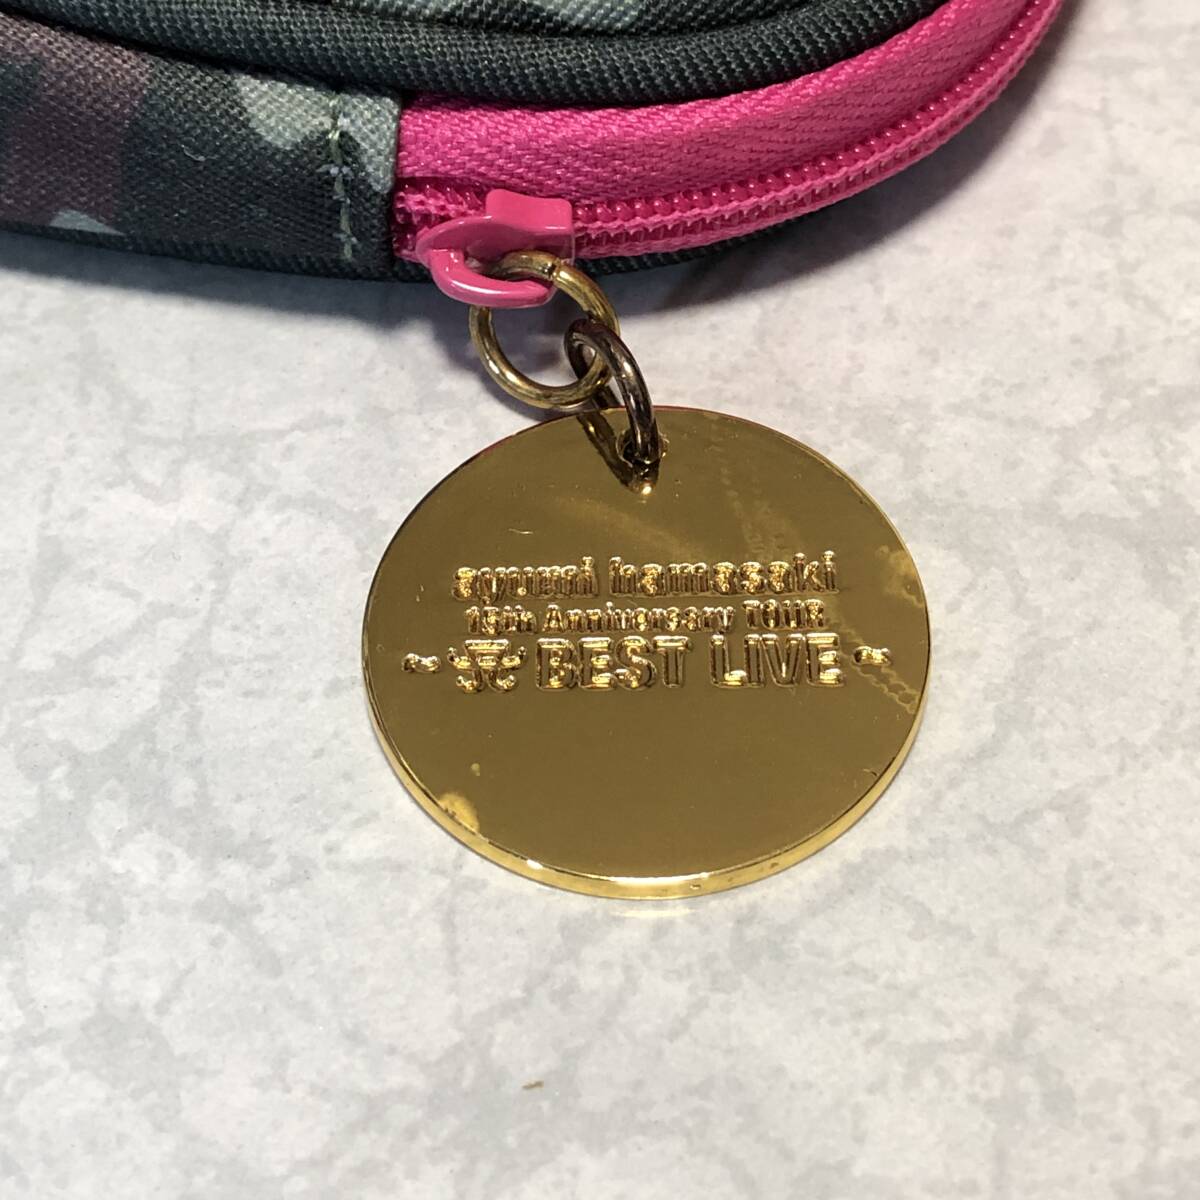 ayumi hamasaki
15th Anniversary TOUR
~ A BEST LIVE ~